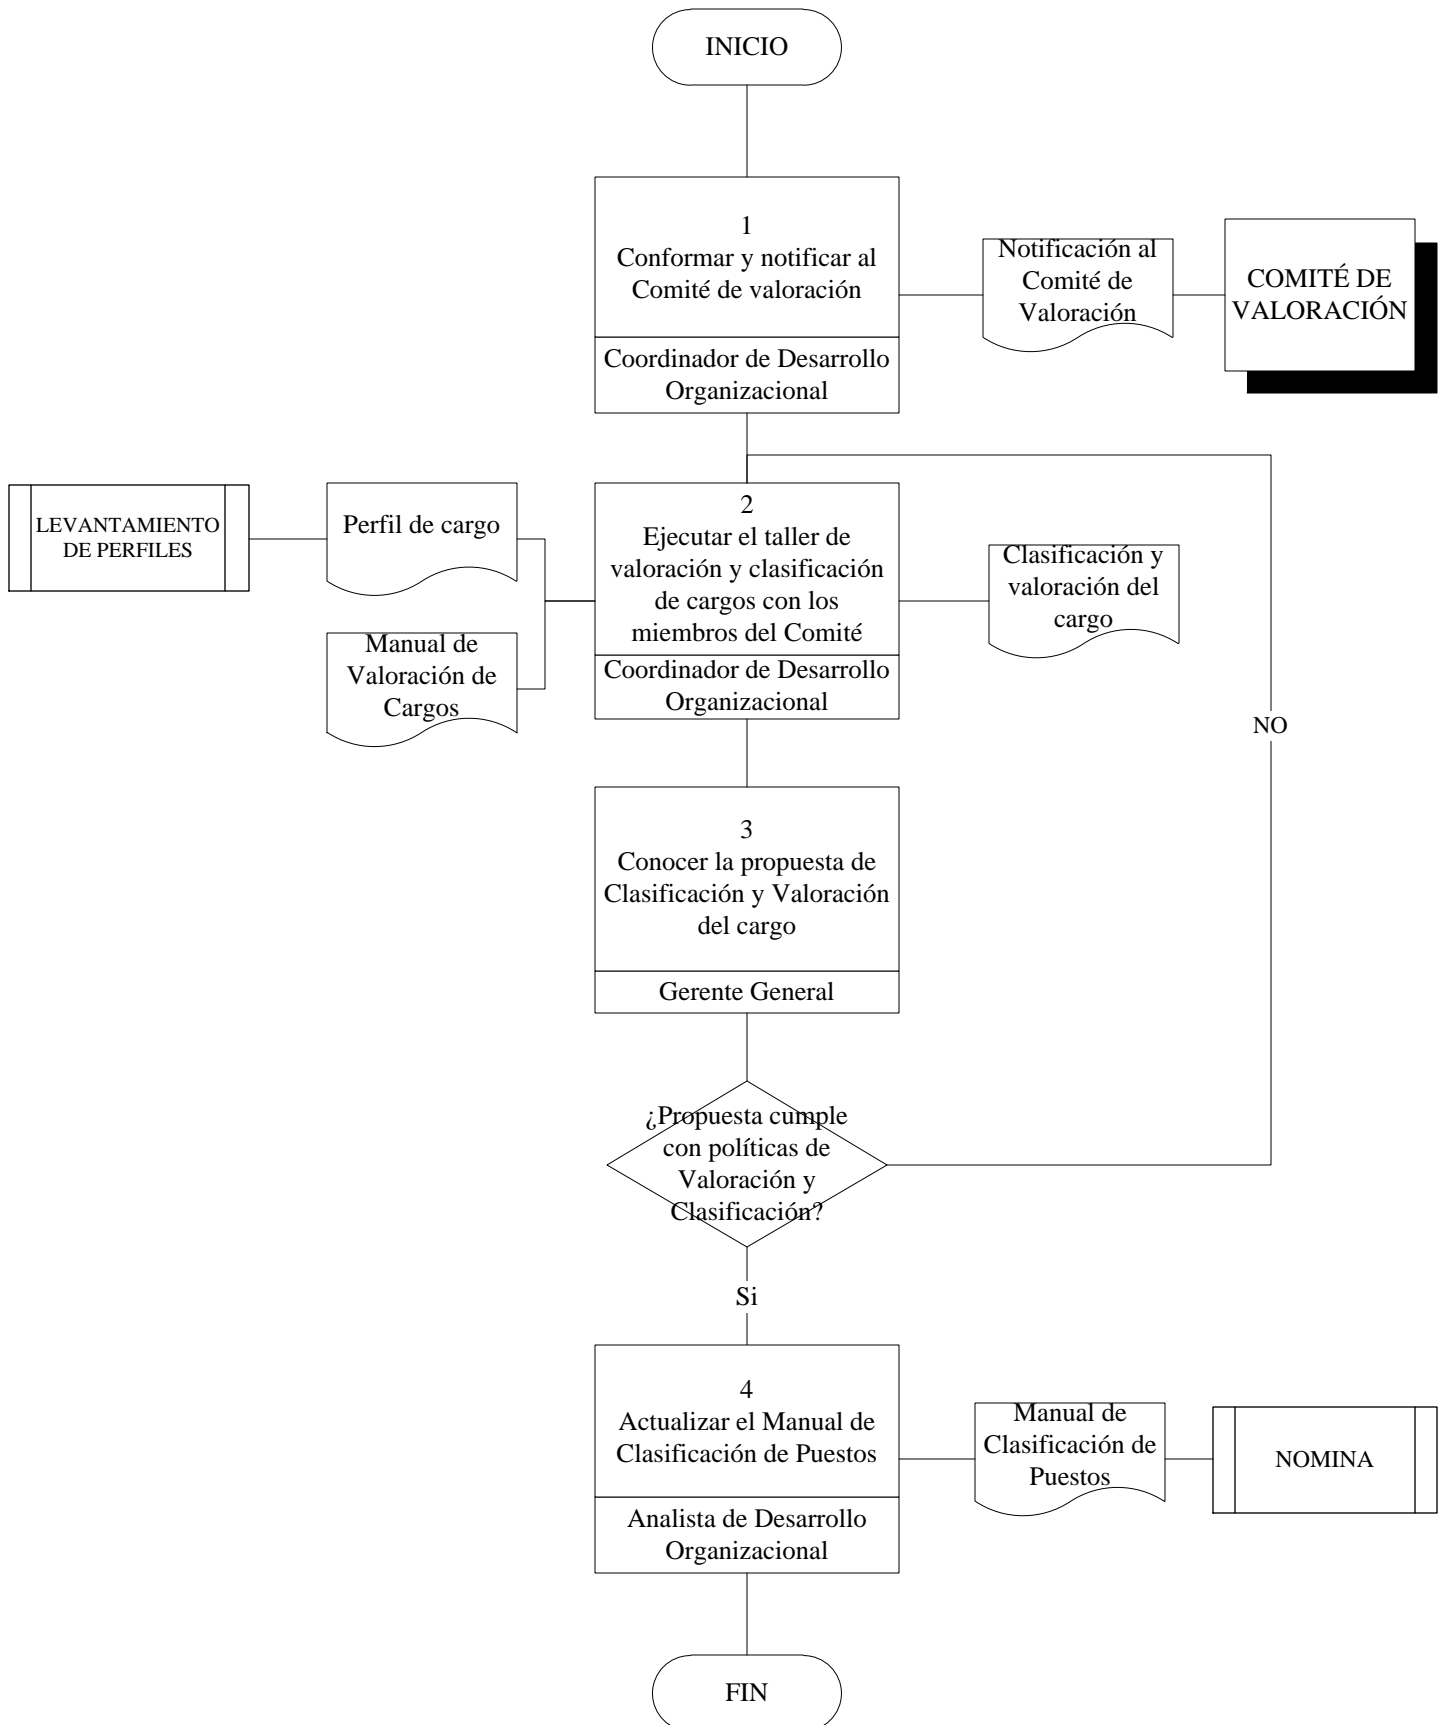 INICIO
1
Conformar y notificar al
Comité de valoración
Coordinador de Desarrollo
Organizacional
Notificación al
Comité de
Valoración
COMITÉ DE
VALORACIÓN
LEVANTAMIENTO
DE PERFILES
Perfil de cargo
Manual de
Valoración de
Cargos
2
Ejecutar el taller de
valoración y clasificación
de cargos con los
miembros del Comité
Coordinador de Desarrollo
Organizacional
Clasificación y
valoración del
cargo
NO
3
Conocer la propuesta de
Clasificación y Valoración
del cargo
Gerente General
¿Propuesta cumple
con políticas de
Valoración y
Clasificación?
Si
4
Actualizar el Manual de
Clasificación de Puestos
Analista de Desarrollo
Organizacional
Manual de
Clasificación de
Puestos
NOMINA
FIN